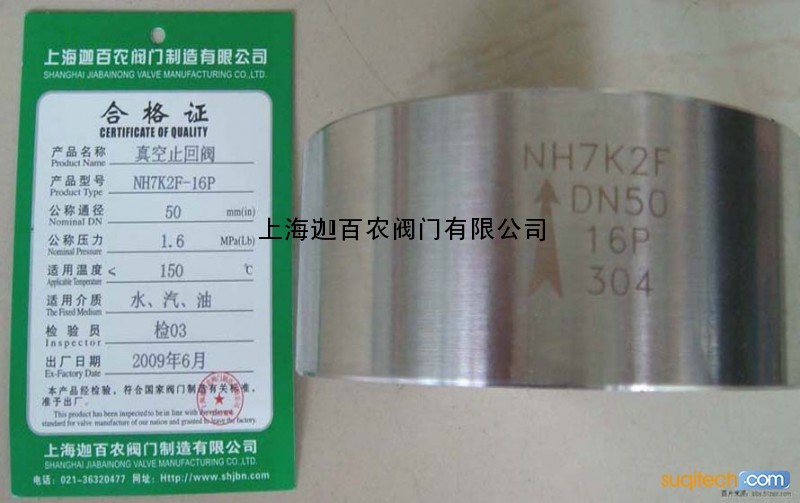 上海迦百农阀门制造有限公司
SHANGHAI JIABAINONG VALVE MANUFACTURING CO.,LTD.
合格证
CERTIFICATE OF QUALITY
产品名称 真空止回阀
Product Name
产品型号 NH7K2F-16P
Product Type
公称通径 50 mm(in)
Nominal DN
公称压力 1.6 MPa(Lb)
Nominal Pressure
适用温度 < 150 ℃
Applicable Temperature
适用介质 水、汽、油
The Fixed Medium
检验员 检03
Inspector
出厂日期 2009年6月
Ex-Factory Date
本产品经检验，符合国家阀门制造有关标准，
准予出厂。
This product has been inspected to be in line with the relevant
standard for valve manufacture of our nation and granted to leave the factory.
上海迦百农阀门制造有限公司
SHANGHAI JIABAINONG VALVE MANUFACTURING CO.,LTD.
电话：021-36320477 网址：Http://www.shjbn.com
上海迦百农阀门有限公司
NH7K2F
DN50
16P
304
suqitech.com